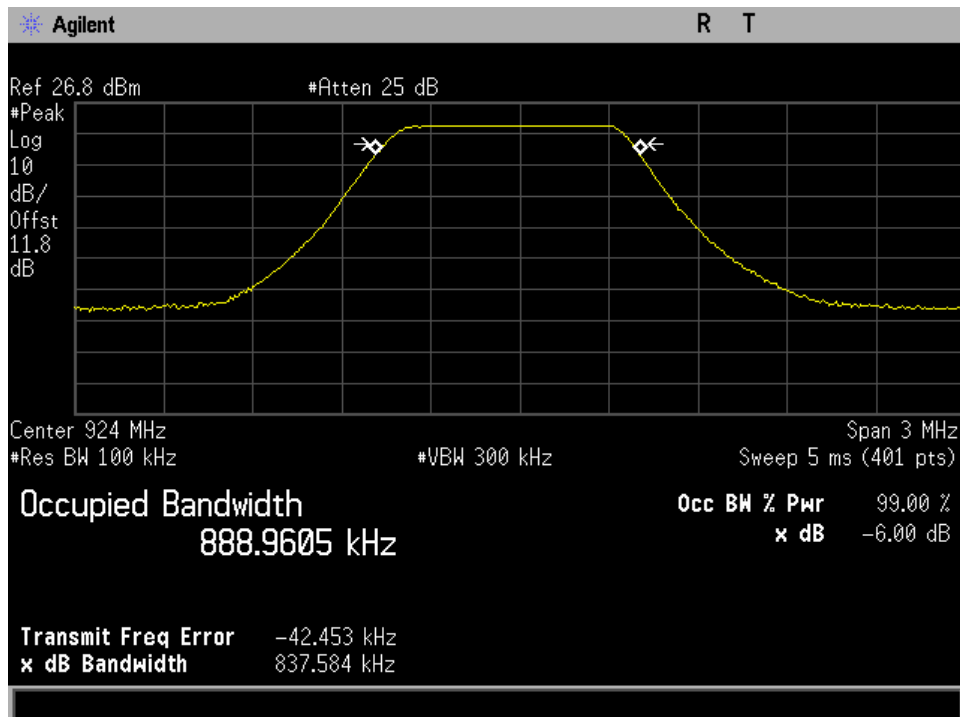 Agilent R T
Ref 26.8 dBm #Atten 25 dB
#Peak
Log
10
dB/
Offst
11.8
dB
Center 924 MHz Span 3 MHz
#Res BW 100 kHz #VBW 300 kHz Sweep 5 ms (401 pts)
Occupied Bandwidth
888.9605 kHz
Occ BW % Pwr 99.00 %
x dB -6.00 dB
Transmit Freq Error -42.453 kHz
x dB Bandwidth 837.584 kHz